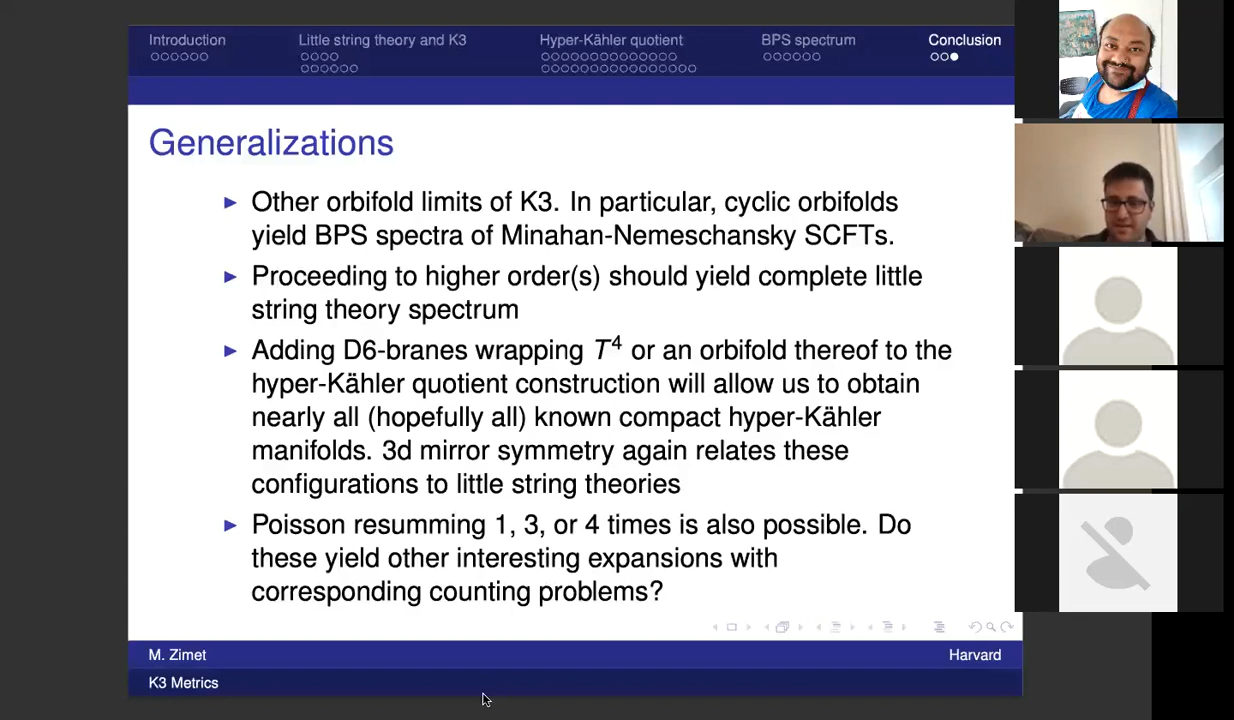 Introduction
Little string theory and K3
Hyper-Kähler quotient
BPS spectrum
Conclusion
Generalizations
Other orbifold limits of K3. In particular, cyclic orbifolds
yield BPS spectra of Minahan-Nemeschansky SCFTs.
Proceeding to higher order(s) should yield complete little
string theory spectrum
Adding D6-branes wrapping T⁴ or an orbifold thereof to the
hyper-Kähler quotient construction will allow us to obtain
nearly all (hopefully all) known compact hyper-Kähler
manifolds. 3d mirror symmetry again relates these
configurations to little string theories
Poisson resumming 1, 3, or 4 times is also possible. Do
these yield other interesting expansions with
corresponding counting problems?
M. Zimet
Harvard
K3 Metrics